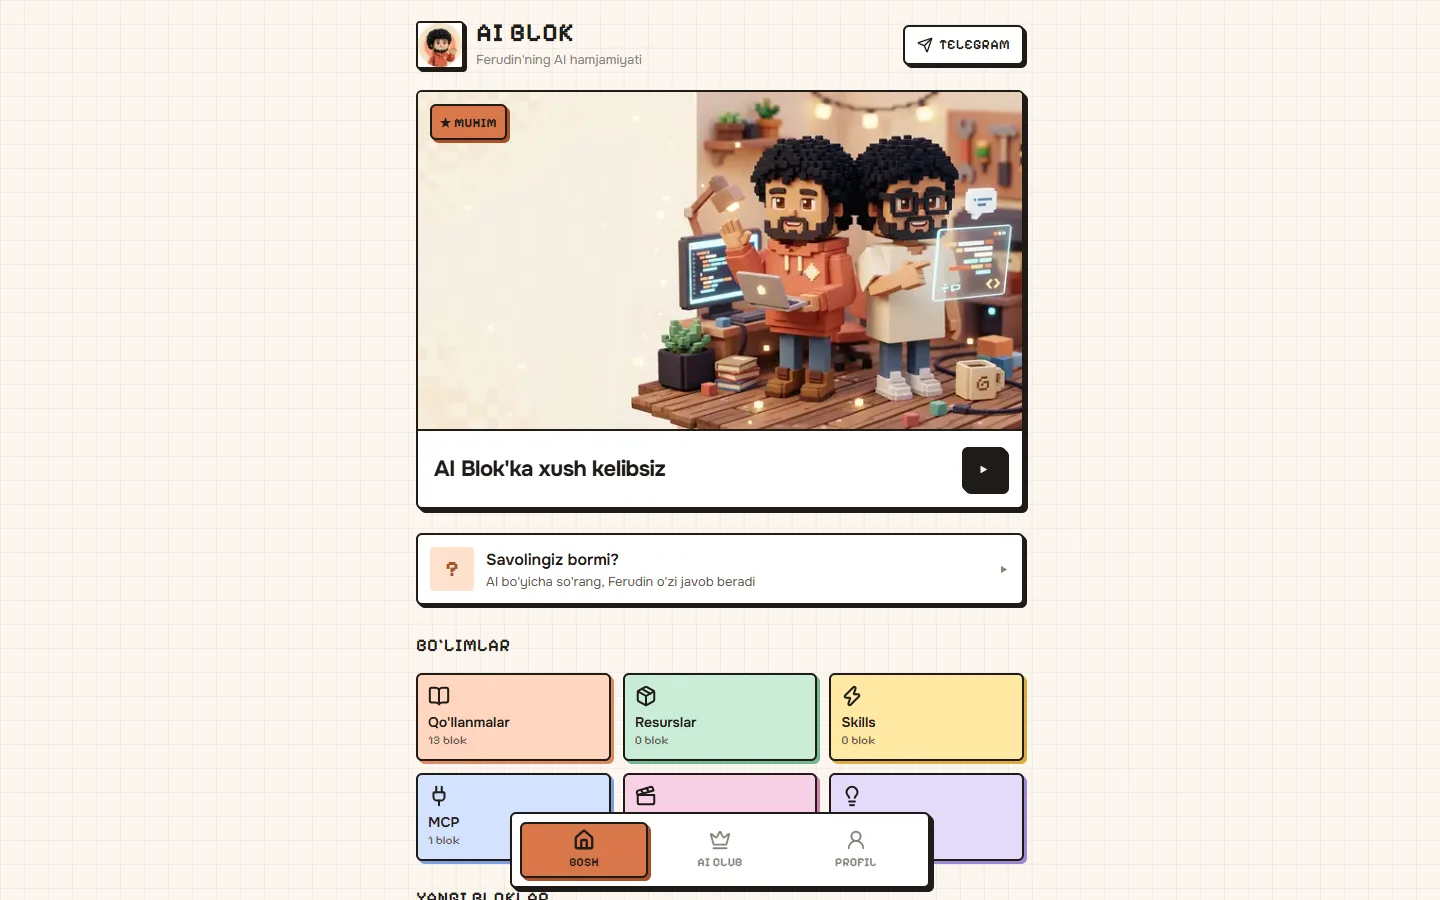 AI BLOK
Ferudin'ning AI hamjamiyati
TELEGRAM
★ MUHIM
AI Blok'ka xush kelibsiz
?
Savolingiz bormi?
AI bo'yicha so'rang, Ferudin o'zi javob beradi
BO'LIMLAR
Qo'llanmalar
13 blok
Resurslar
0 blok
Skills
0 blok
MCP
1 blok
BOSH
AI CLUB
PROFIL
YANGI BLOKLAR